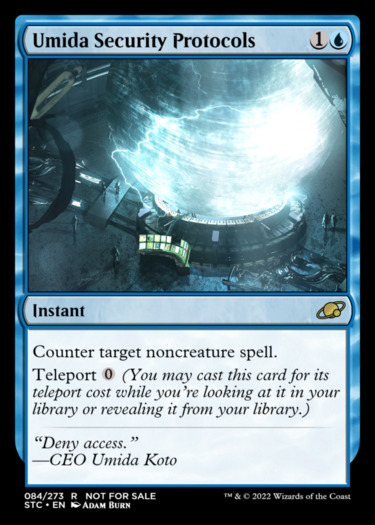 Umida Security Protocols 1
Instant
Counter target noncreature spell.
Teleport 0 (You may cast this card for its
teleport cost while you’re looking at it in your
library or revealing it from your library.)
“Deny access.”
—CEO Umida Koto
084/273 R NOT FOR SALE
STC • EN Adam Burn
™ & © 2022 Wizards of the Coast